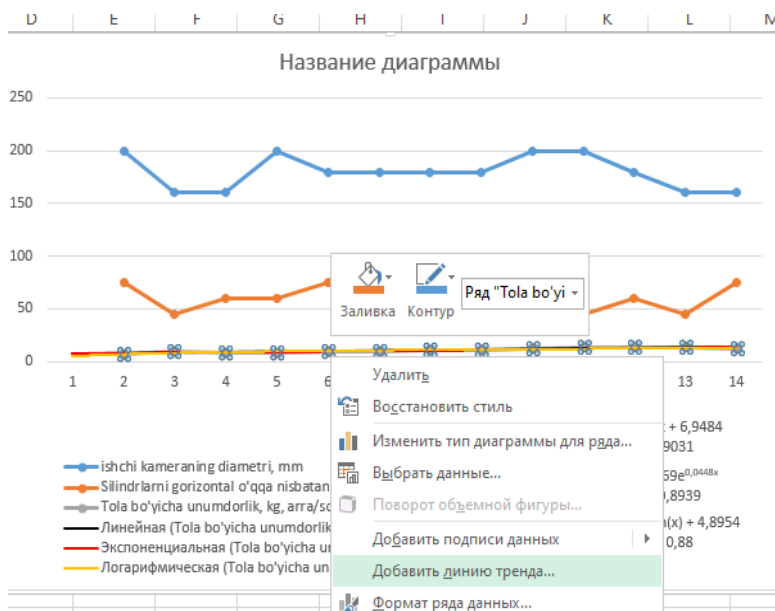 D E F G H I J K L M
Название диаграммы
250
200
150
100
50
0
1 2 3 4 5 6 13 14
Заливка Контур
Ряд "Tola bo'yi
Удалить
Восстановить стиль
Изменить тип диаграммы для ряда...
Выбрать данные...
Поворот объемной фигуры...
Добавить подписи данных
Добавить линию тренда...
Формат ряда данных...
+ 6,9484
9031
69e^0,0448x
,8939
(x) + 4,8954
0,88
ishchi kameraning diametri, mm
Silindrlarni gorizontal o'qqa nisbatan
Tola bo'yicha unumdorlik, kg, arra/so
Линейная (Tola bo'yicha unumdorlik
Экспоненциальная (Tola bo'yicha u
Логарифмическая (Tola bo'yicha un